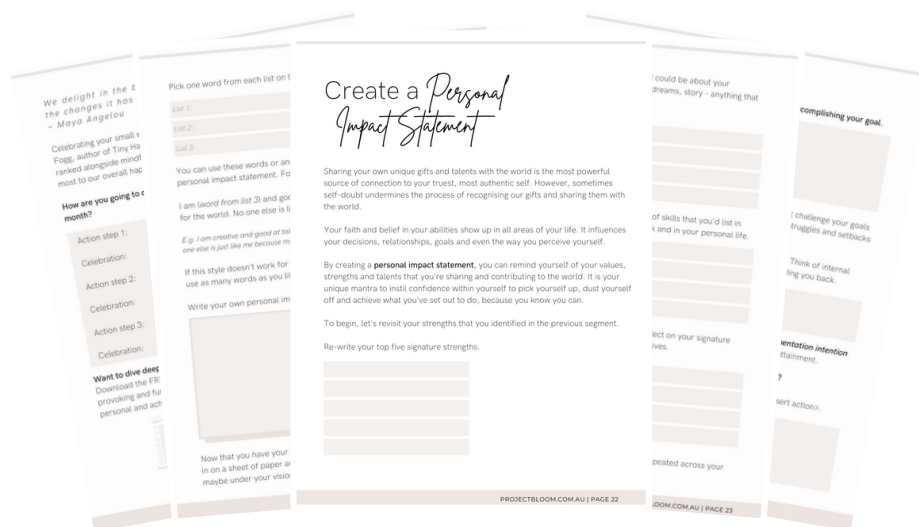 We delight in the b
the changes it has
~ Maya Angelou
Celebrating your small
Fogg, author of Tiny Ha
ranked alongside mindf
most to our overall hap
How are you going to c
month?
Action step 1:
Celebration:
Action step 2:
Celebration:
Action step 3:
Celebration:
Want to dive deep
Download the FR
provoking and fu
personal and ach
Pick one word from each list on t
List 1:
List 2:
List 3:
You can use these words or an
personal impact statement. Fo
I am (word from list 3) and goo
for the world. No one else is li
E.g. I am creative and good at tal
one else is just like me because m
If this style doesn't work for
use as many words as you li
Write your own personal im
Now that you have your
in on a sheet of paper a
maybe under your vision
Create a Personal
Impact Statement
Sharing your own unique gifts and talents with the world is the most powerful
source of connection to your truest, most authentic self. However, sometimes
self-doubt undermines the process of recognising our gifts and sharing them with
the world.
Your faith and belief in your abilities show up in all areas of your life. It influences
your decisions, relationships, goals and even the way you perceive yourself.
By creating a personal impact statement, you can remind yourself of your values,
strengths and talents that you're sharing and contributing to the world. It is your
unique mantra to instil confidence within yourself to pick yourself up, dust yourself
off and achieve what you've set out to do, because you know you can.
To begin, let's revisit your strengths that you identified in the previous segment.
Re-write your top five signature strengths.
PROJECTBLOOM.COM.AU | PAGE 22
could be about your
dreams, story - anything that
of skills that you'd list in
k and in your personal life.
ect on your signature
ives.
peated across your
OOM.COM.AU | PAGE 23
complishing your goal.
challenge your goals
truggles and setbacks
Think of internal
ling you back.
mentation intention
ttainment.
?
sert action>.